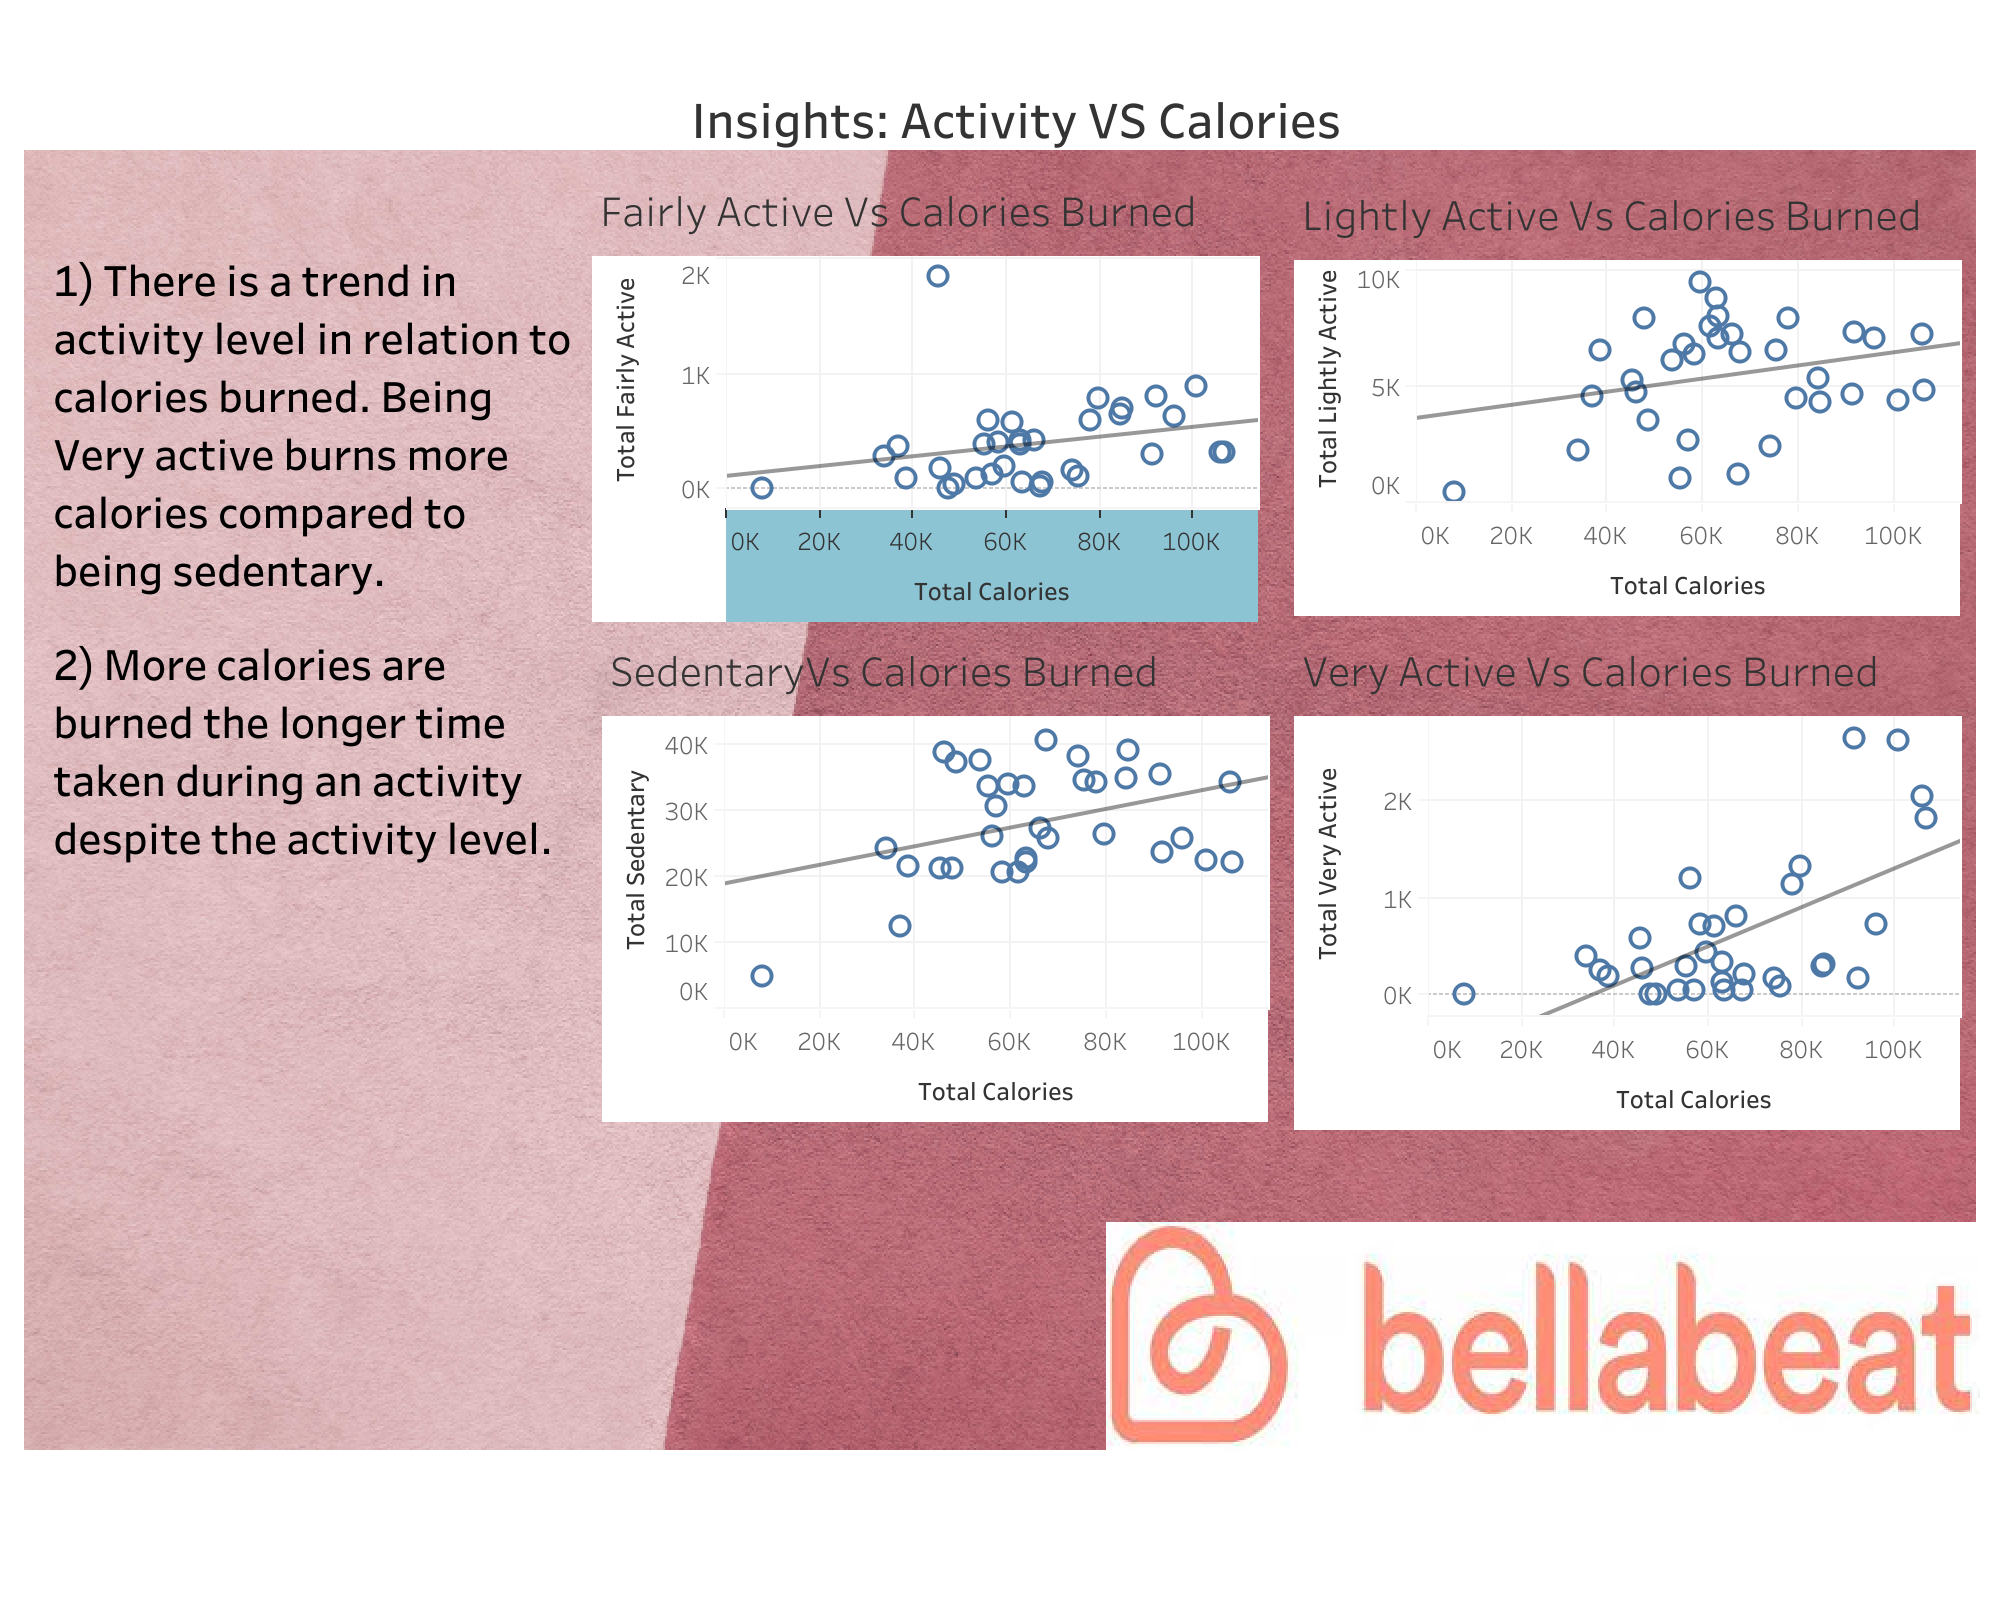 Insights: Activity VS Calories
1) There is a trend in
activity level in relation to
calories burned. Being
Very active burns more
calories compared to
being sedentary.
2) More calories are
burned the longer time
taken during an activity
despite the activity level.
Fairly Active Vs Calories Burned
Total Fairly Active
2K
1K
0K
0K 20K 40K 60K 80K 100K
Total Calories
Lightly Active Vs Calories Burned
Total Lightly Active
10K
5K
0K
0K 20K 40K 60K 80K 100K
Total Calories
SedentaryVs Calories Burned
Total Sedentary
40K
30K
20K
10K
0K
0K 20K 40K 60K 80K 100K
Total Calories
Very Active Vs Calories Burned
Total Very Active
2K
1K
0K
0K 20K 40K 60K 80K 100K
Total Calories
bellabeat